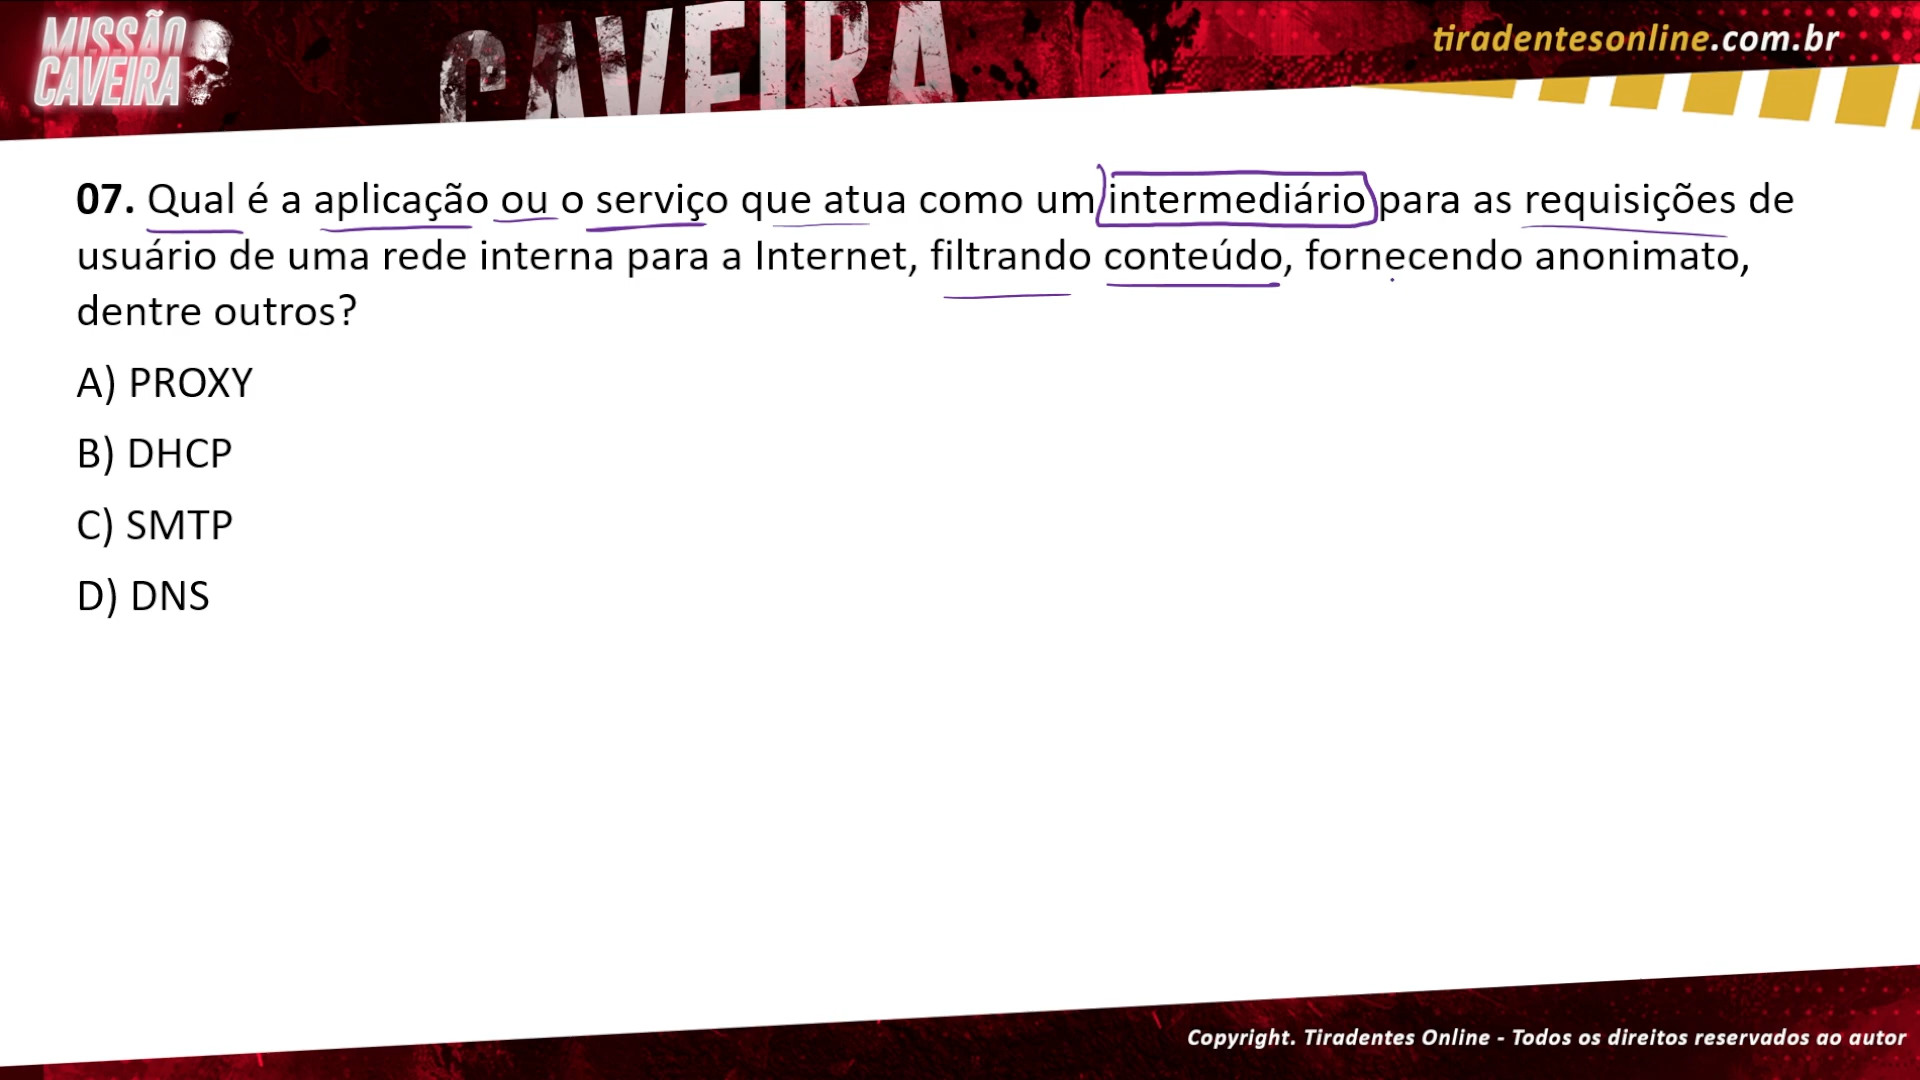 MISSÃO
CAVEIRA
CAVEIRA
tiradentesonline.com.br
07. Qual é a aplicação ou o serviço que atua como um intermediário para as requisições de
usuário de uma rede interna para a Internet, filtrando conteúdo, fornecendo anonimato,
dentre outros?
A) PROXY
B) DHCP
C) SMTP
D) DNS
Copyright. Tiradentes Online - Todos os direitos reservados ao autor